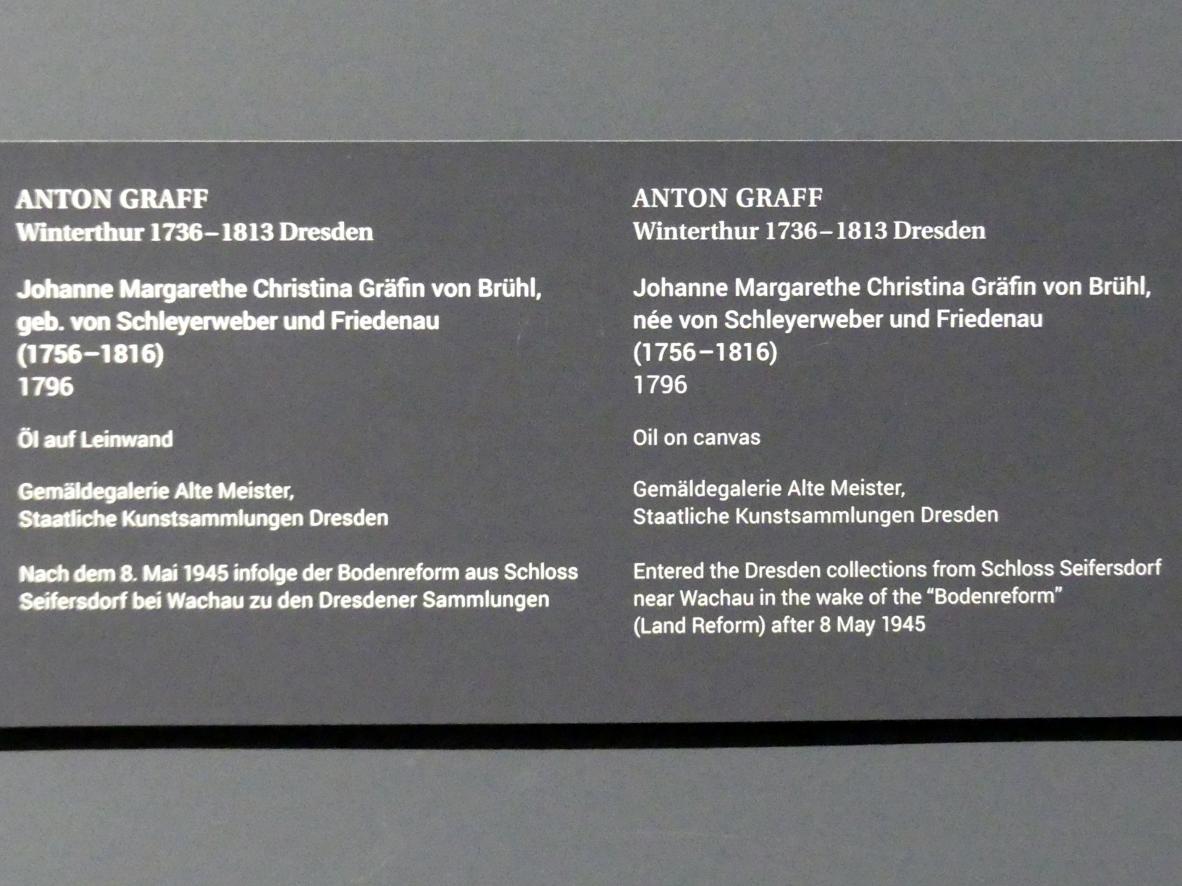 ANTON GRAFF
Winterthur 1736–1813 Dresden
Johanne Margarethe Christina Gräfin von Brühl,
geb. von Schleyerweber und Friedenau
(1756–1816)
1796
Öl auf Leinwand
Gemäldegalerie Alte Meister,
Staatliche Kunstsammlungen Dresden
Nach dem 8. Mai 1945 infolge der Bodenreform aus Schloss
Seifersdorf bei Wachau zu den Dresdener Sammlungen
ANTON GRAFF
Winterthur 1736–1813 Dresden
Johanne Margarethe Christina Gräfin von Brühl,
née von Schleyerweber und Friedenau
(1756–1816)
1796
Oil on canvas
Gemäldegalerie Alte Meister,
Staatliche Kunstsammlungen Dresden
Entered the Dresden collections from Schloss Seifersdorf
near Wachau in the wake of the “Bodenreform”
(Land Reform) after 8 May 1945